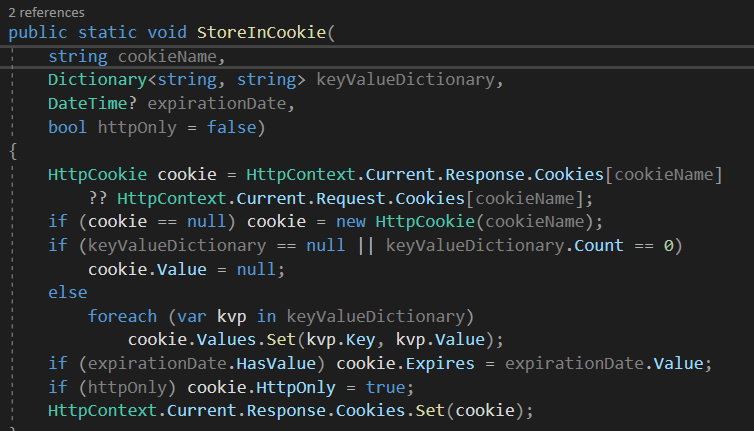 2 references
public static void StoreInCookie(
string cookieName,
Dictionary<string, string> keyValueDictionary,
DateTime? expirationDate,
bool httpOnly = false)
{
HttpCookie cookie = HttpContext.Current.Response.Cookies[cookieName]
?? HttpContext.Current.Request.Cookies[cookieName];
if (cookie == null) cookie = new HttpCookie(cookieName);
if (keyValueDictionary == null || keyValueDictionary.Count == 0)
cookie.Value = null;
else
foreach (var kvp in keyValueDictionary)
cookie.Values.Set(kvp.Key, kvp.Value);
if (expirationDate.HasValue) cookie.Expires = expirationDate.Value;
if (httpOnly) cookie.HttpOnly = true;
HttpContext.Current.Response.Cookies.Set(cookie);
}